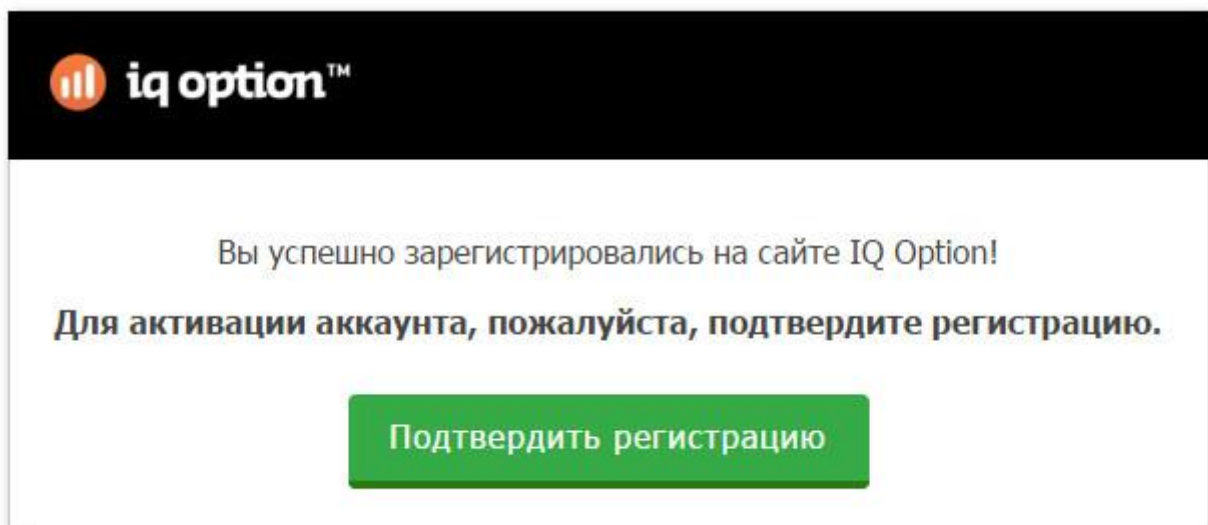 iq option™
Вы успешно зарегистрировались на сайте IQ Option!
Для активации аккаунта, пожалуйста, подтвердите регистрацию.
Подтвердить регистрацию